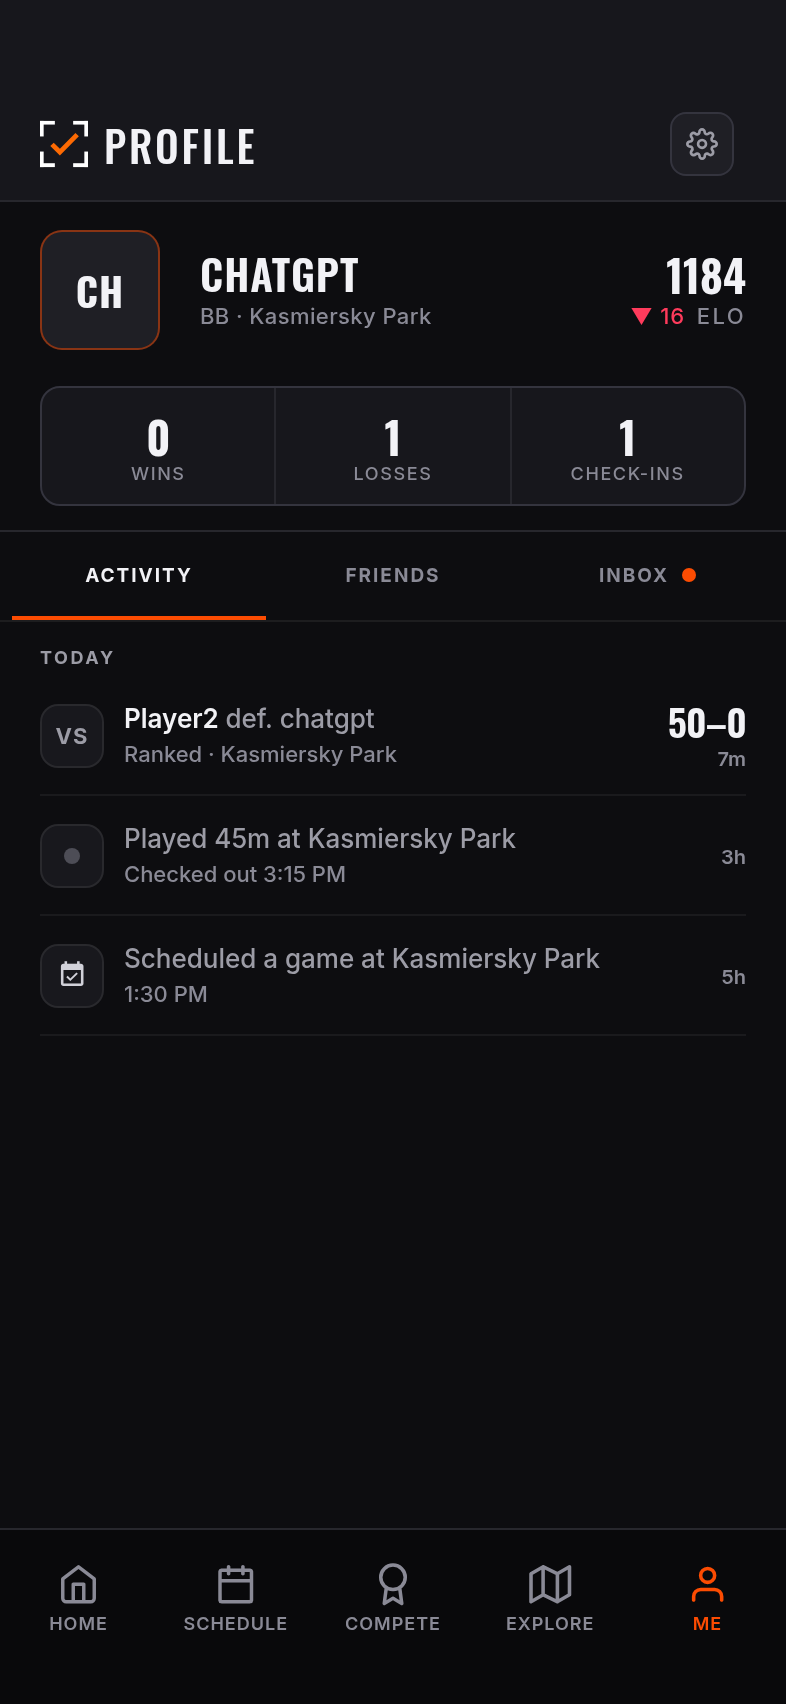 PROFILE
CH
CHATGPT
BB · Kasmiersky Park
1184
▼ 16 ELO
0
WINS
1
LOSSES
1
CHECK-INS
ACTIVITY
FRIENDS
INBOX
TODAY
VS
Player2 def. chatgpt
Ranked · Kasmiersky Park
50–0
7m
Played 45m at Kasmiersky Park
Checked out 3:15 PM
3h
Scheduled a game at Kasmiersky Park
1:30 PM
5h
HOME
SCHEDULE
COMPETE
EXPLORE
ME